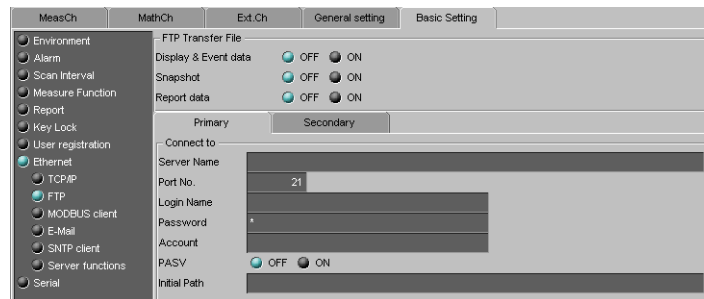 MeasCh MathCh Ext.Ch General setting Basic Setting
Environment
Alarm
Scan Interval
Measure Function
Report
Key Lock
User registration
Ethernet
TCP/IP
FTP
MODBUS client
E-Mail
SNTP client
Server functions
Serial
FTP Transfer File
Display & Event data OFF ON
Snapshot OFF ON
Report data OFF ON
Primary Secondary
Connect to
Server Name
Port No. 21
Login Name
Password *
Account
PASV OFF ON
Initial Path